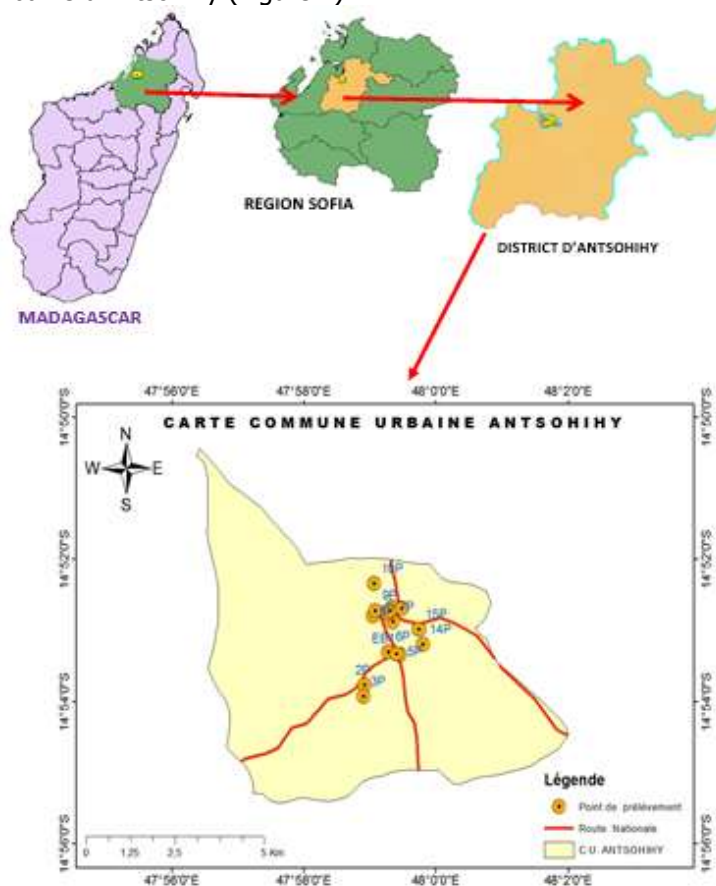 REGION SOFIA
DISTRICT D'ANTSOHIHY
MADAGASCAR
47°56'0"E 47°58'0"E 48°0'0"E 48°2'0"E
CARTE COMMUNE URBAINE ANTSOHIHY
N
W E
S
14°50'0"S 14°50'0"S
14°52'0"S 14°52'0"S
9P
15P
14P
16P
2P
3P
14°54'0"S 14°54'0"S
Légende
Point de prélèvement
Route Nationale
C.U. ANTSOHIHY
0 1,25 2,5 5 Km
14°56'0"S 14°56'0"S
47°56'0"E 47°58'0"E 48°0'0"E 48°2'0"E